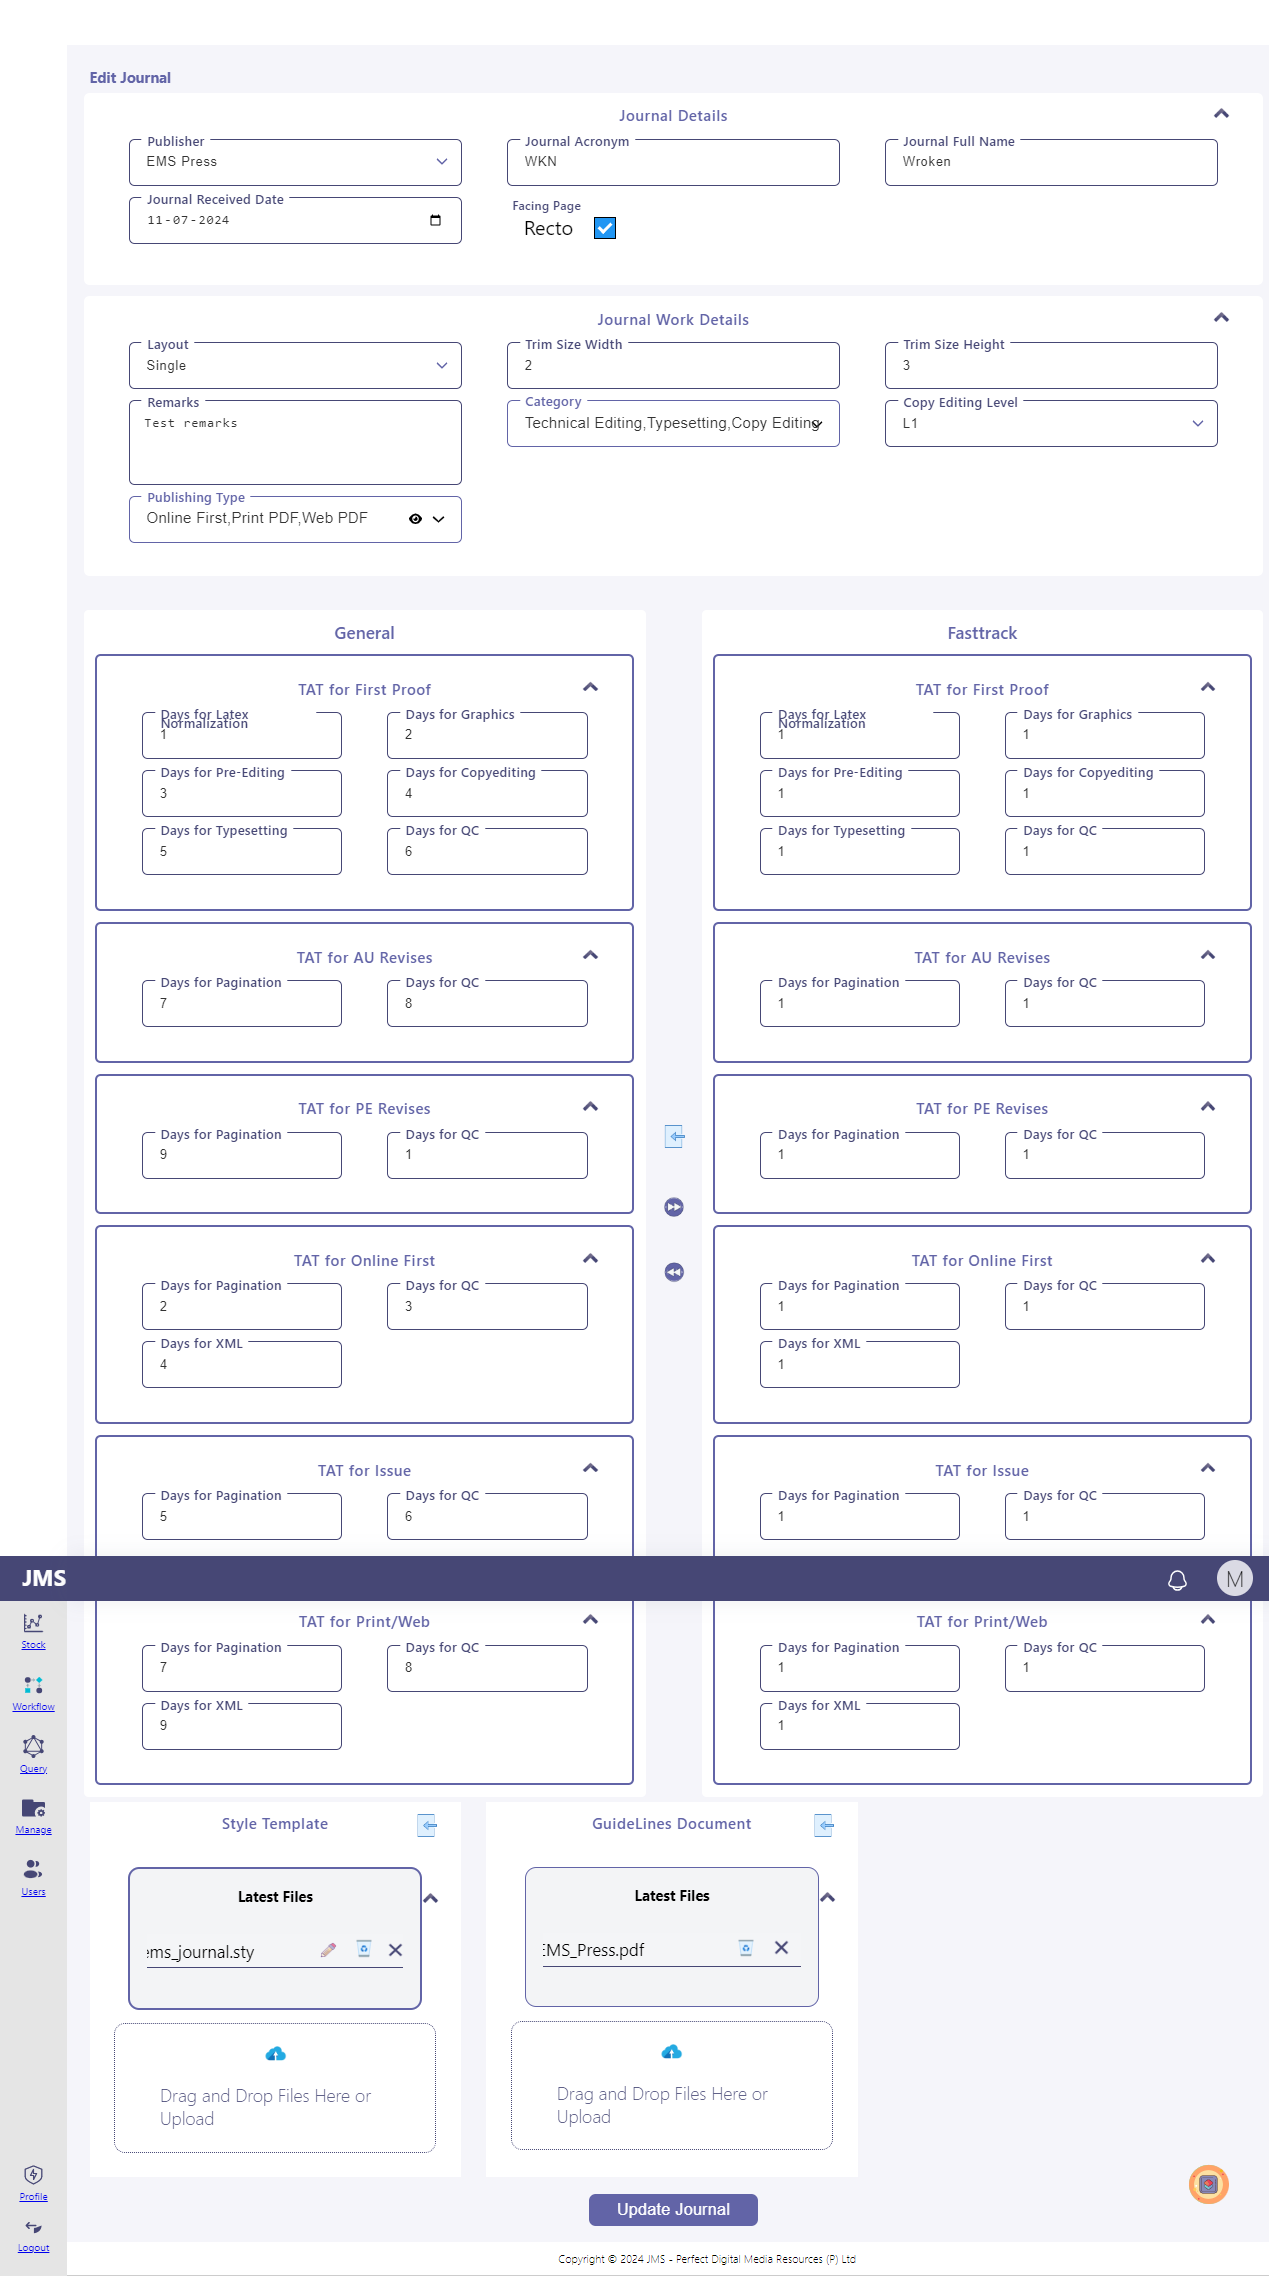 Edit Journal
Journal Details
Publisher
EMS Press
Journal Acronym
WKN
Journal Full Name
Wroken
Journal Received Date
11-07-2024
Facing Page
Recto
Journal Work Details
Layout
Single
Trim Size Width
2
Trim Size Height
3
Remarks
Test remarks
Category
Technical Editing,Typesetting,Copy Editing
Copy Editing Level
L1
Publishing Type
Online First,Print PDF,Web PDF
General
TAT for First Proof
Days for Latex
Normalization
1
Days for Graphics
2
Days for Pre-Editing
3
Days for Copyediting
4
Days for Typesetting
5
Days for QC
6
TAT for AU Revises
Days for Pagination
7
Days for QC
8
TAT for PE Revises
Days for Pagination
9
Days for QC
1
TAT for Online First
Days for Pagination
2
Days for QC
3
Days for XML
4
TAT for Issue
Days for Pagination
5
Days for QC
6
Fasttrack
TAT for First Proof
Days for Latex
Normalization
1
Days for Graphics
1
Days for Pre-Editing
1
Days for Copyediting
1
Days for Typesetting
1
Days for QC
1
TAT for AU Revises
Days for Pagination
1
Days for QC
1
TAT for PE Revises
Days for Pagination
1
Days for QC
1
TAT for Online First
Days for Pagination
1
Days for QC
1
Days for XML
1
TAT for Issue
Days for Pagination
1
Days for QC
1
JMS
M
Stock
Workflow
Query
Manage
Users
Profile
Logout
TAT for Print/Web
Days for Pagination
7
Days for QC
8
Days for XML
9
TAT for Print/Web
Days for Pagination
1
Days for QC
1
Days for XML
1
Style Template
Latest Files
ems_journal.sty
Drag and Drop Files Here or
Upload
GuideLines Document
Latest Files
EMS_Press.pdf
Drag and Drop Files Here or
Upload
Update Journal
Copyright © 2024 JMS - Perfect Digital Media Resources (P) Ltd